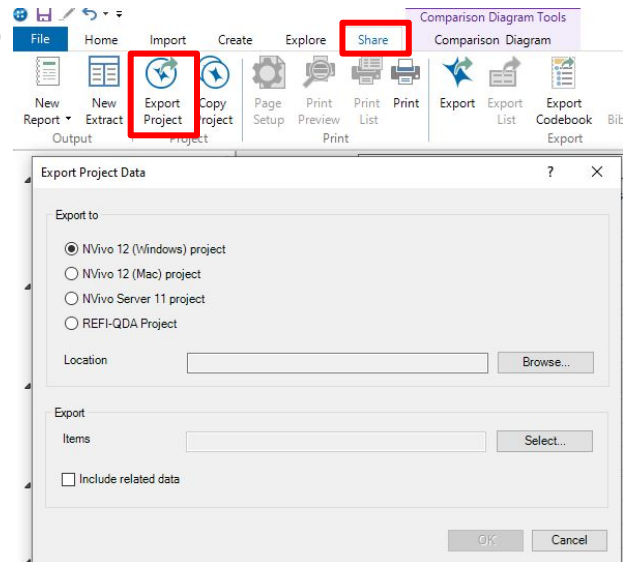 Comparison Diagram Tools
File Home Import Create Explore Share Comparison Diagram
New Report New Extract Export Project Copy Project Page Setup Print Preview Print List Print Export Export List Export Codebook
Output Project Print Export
Export Project Data ? X
Export to
NVivo 12 (Windows) project
NVivo 12 (Mac) project
NVivo Server 11 project
REFI-QDA Project
Location Browse...
Export
Items Select...
Include related data
OK Cancel